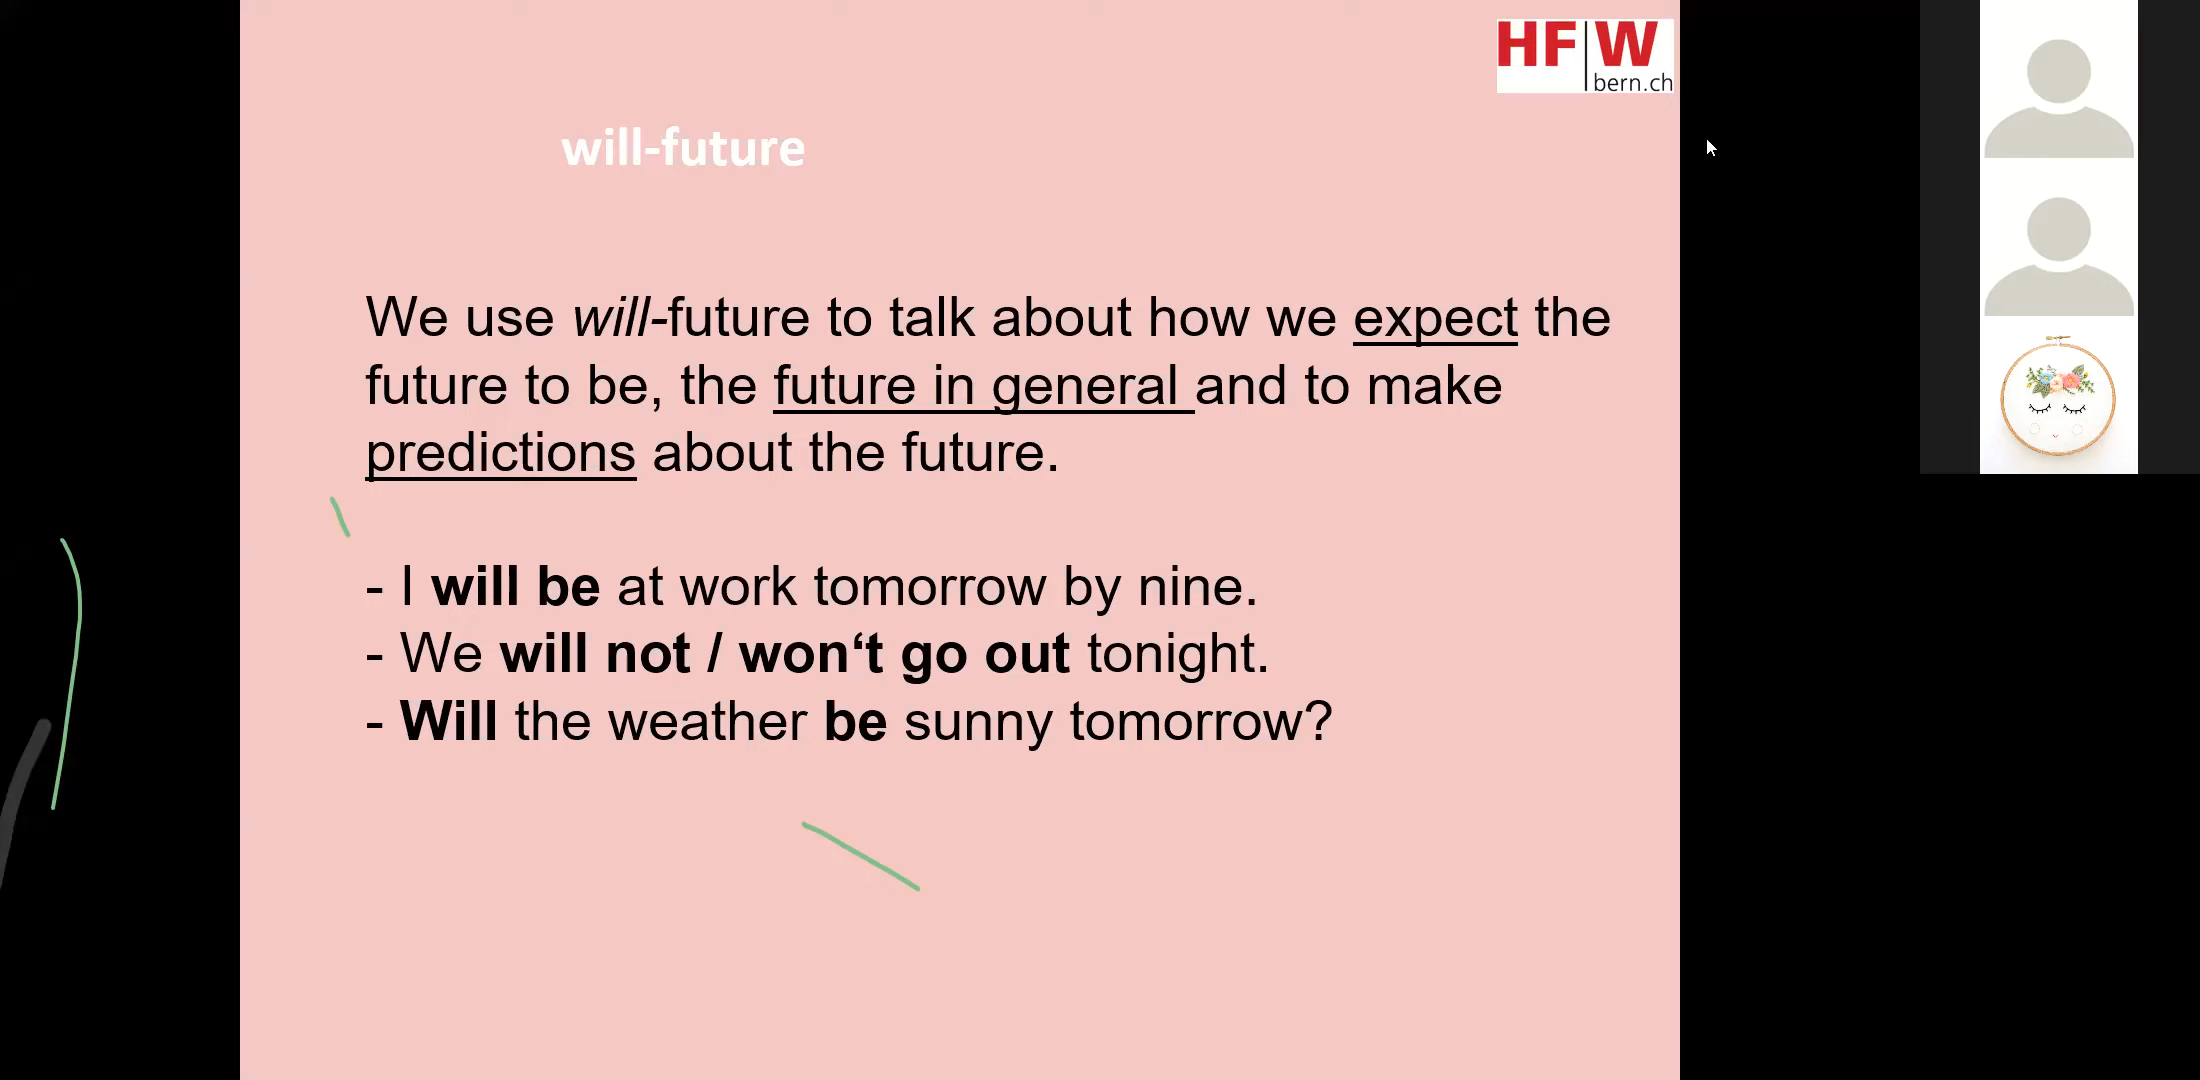 HF W
bern.ch
will-future
We use will-future to talk about how we expect the
future to be, the future in general and to make
predictions about the future.
- I will be at work tomorrow by nine.
- We will not / won‘t go out tonight.
- Will the weather be sunny tomorrow?